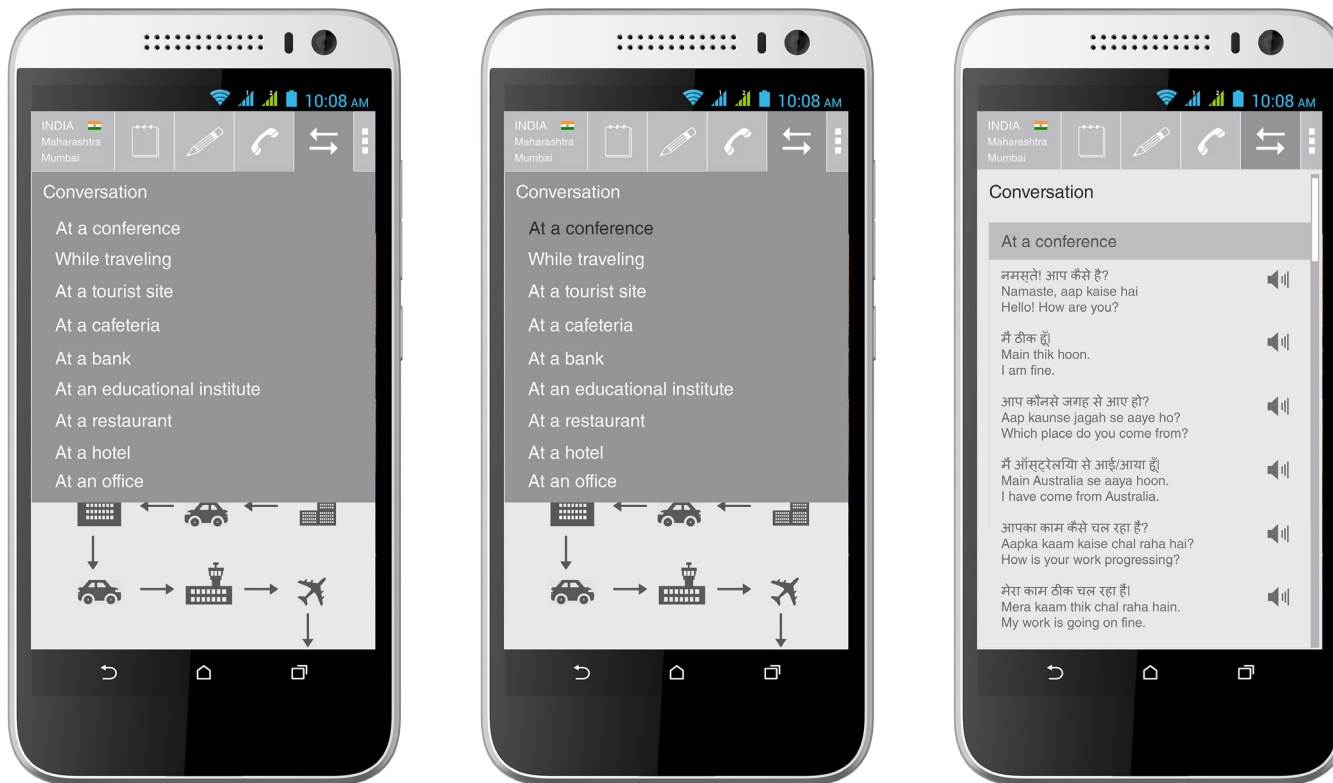 10:08 AM
INDIA
Maharashtra
Mumbai
Conversation
At a conference
While traveling
At a tourist site
At a cafeteria
At a bank
At an educational institute
At a restaurant
At a hotel
At an office
10:08 AM
INDIA
Maharashtra
Mumbai
Conversation
At a conference
While traveling
At a tourist site
At a cafeteria
At a bank
At an educational institute
At a restaurant
At a hotel
At an office
10:08 AM
INDIA
Maharashtra
Mumbai
Conversation
At a conference
नमस्ते! आप कैसे है?
Namaste, aap kaise hai
Hello! How are you?
मैं ठीक हूँ।
Main thik hoon.
I am fine.
आप कौनसे जगह से आए हो?
Aap kaunse jagah se aaye ho?
Which place do you come from?
मैं ऑस्ट्रेलिया से आई/आया हूँ।
Main Australia se aaya hoon.
I have come from Australia.
आपका काम कैसे चल रहा है?
Aapka kaam kaise chal raha hai?
How is your work progressing?
मेरा काम ठीक चल रहा है।
Mera kaam thik chal raha hain.
My work is going on fine.